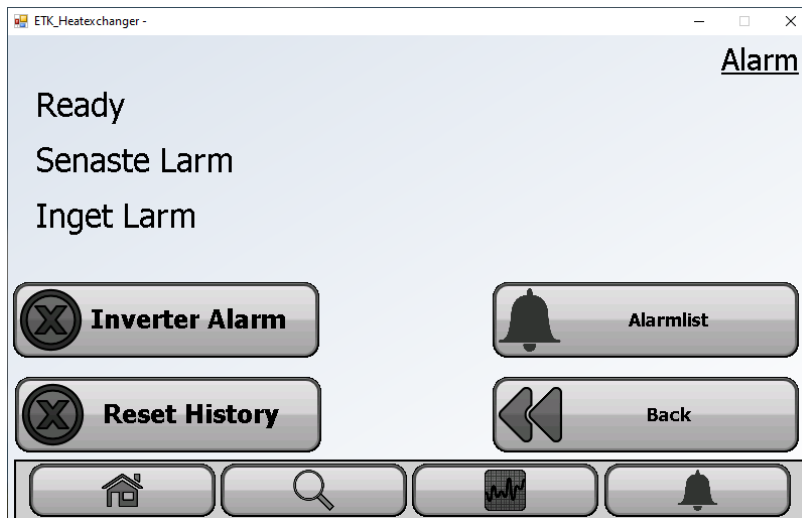 ETK_Heatexchanger -
Alarm
Ready
Senaste Larm
Inget Larm
Inverter Alarm
Alarmlist
Reset History
Back